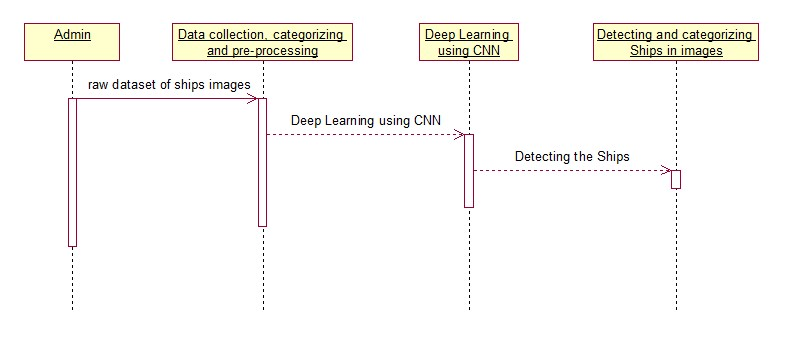 Admin
Data collection, categorizing
and pre-processing
Deep Learning
using CNN
Detecting and categorizing
Ships in images
raw dataset of ships images
Deep Learning using CNN
Detecting the Ships